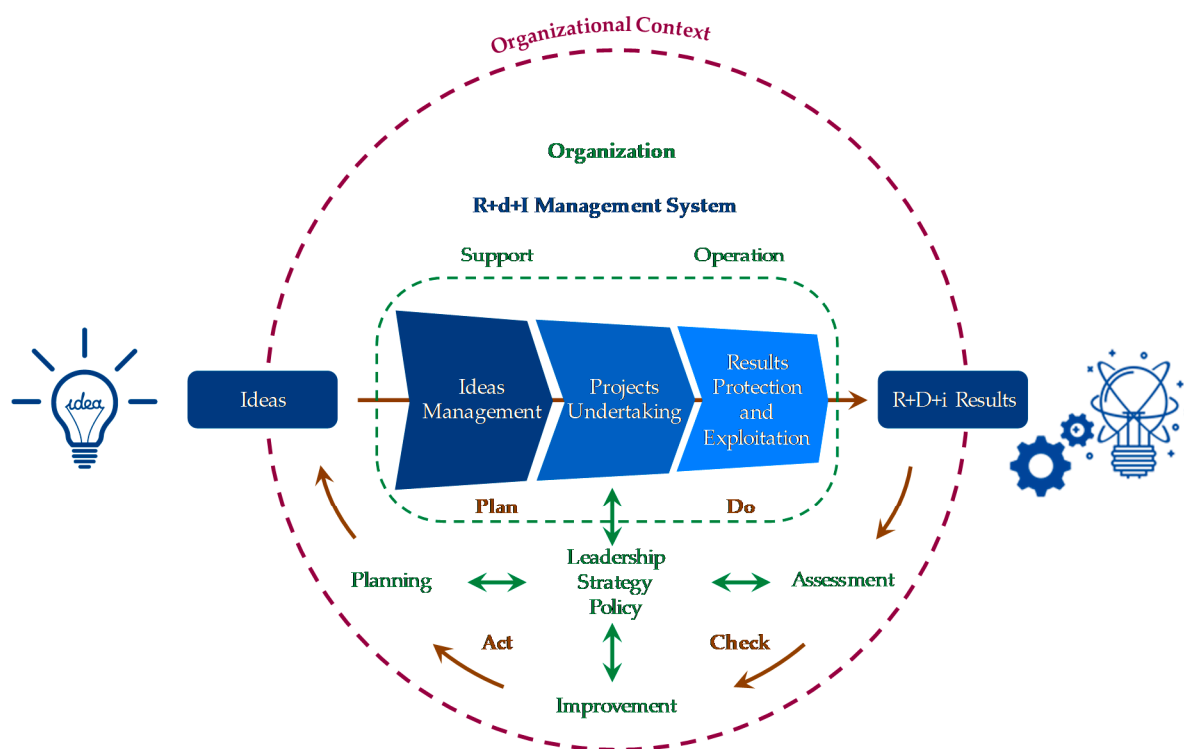 Organizational Context
Organization
R+d+I Management System
Support
Operation
idea
Ideas
Ideas
Management
Projects
Undertaking
Results
Protection
and
Exploitation
R+D+i Results
Plan
Do
Leadership
Strategy
Policy
Planning
Assessment
Act
Check
Improvement